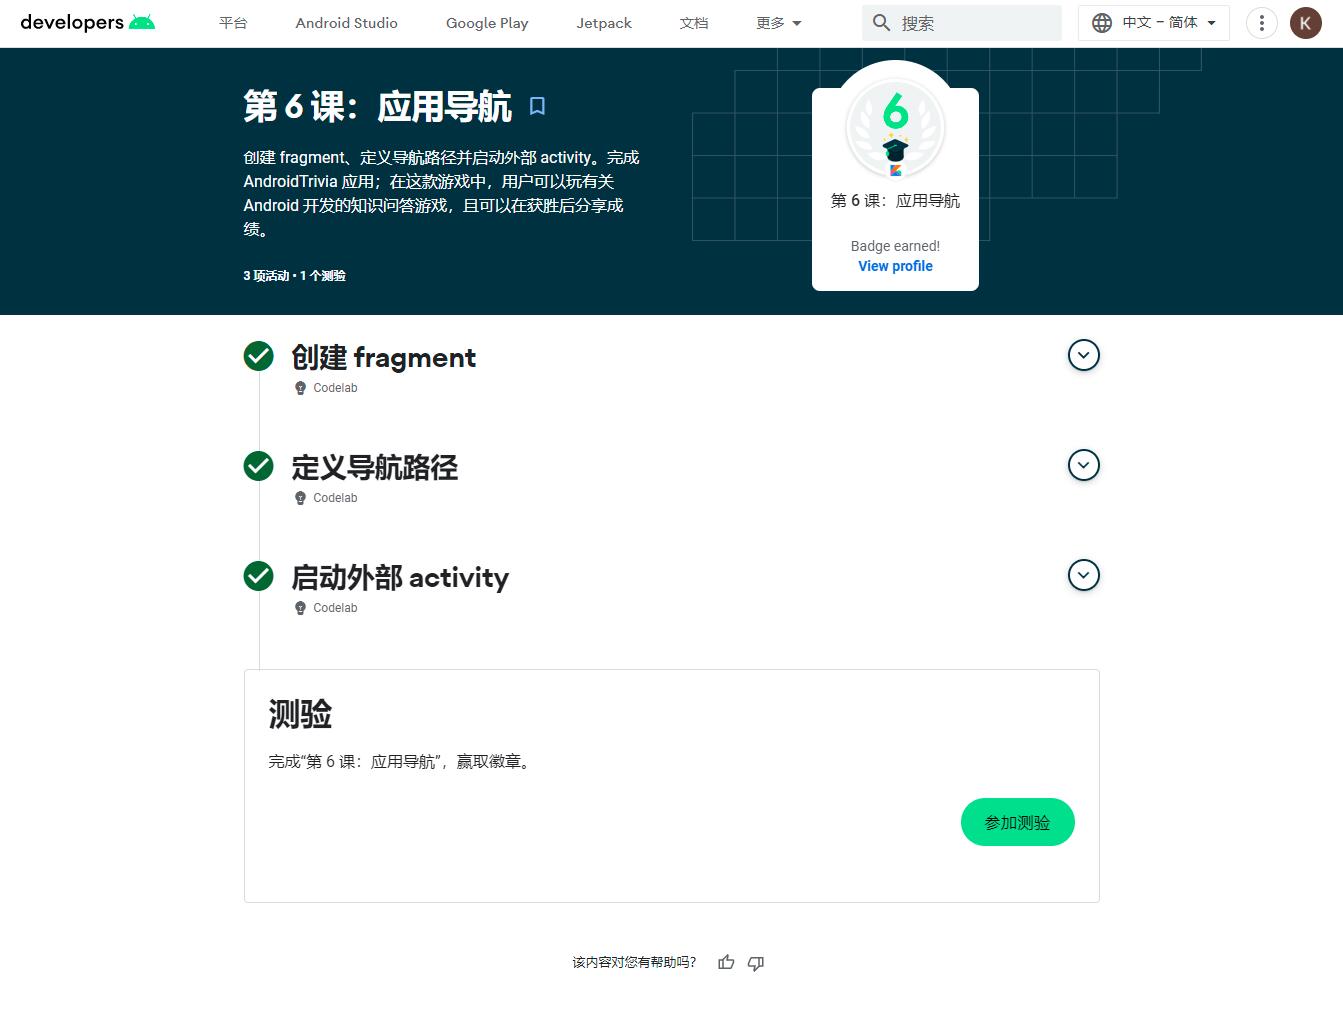 developers
平台
Android Studio
Google Play
Jetpack
文档
更多
搜索
中文 – 简体
K
第 6 课：应用导航
创建 fragment、定义导航路径并启动外部 activity。完成
AndroidTrivia 应用；在这款游戏中，用户可以玩有关
Android 开发的知识问答游戏，且可以在获胜后分享成
绩。
3 项活动 • 1 个测验
6
第 6 课：应用导航
Badge earned!
View profile
创建 fragment
Codelab
定义导航路径
Codelab
启动外部 activity
Codelab
测验
完成“第 6 课：应用导航”，赢取徽章。
参加测验
该内容对您有帮助吗？